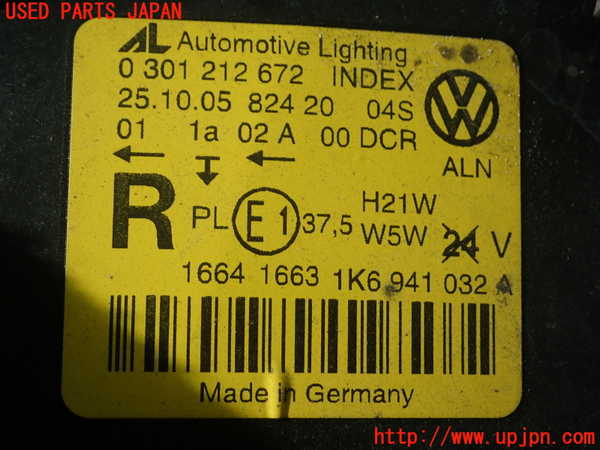 USED PARTS JAPAN
AL Automotive Lighting
0 301 212 672 INDEX
25.10.05 824 20 04S
01 1a 02 A 00 DCR
ALN
R PL E1 37,5 H21W
W5W 24 V
1664 1663 1K6 941 032 A
Made in Germany
http://www.upjpn.com/